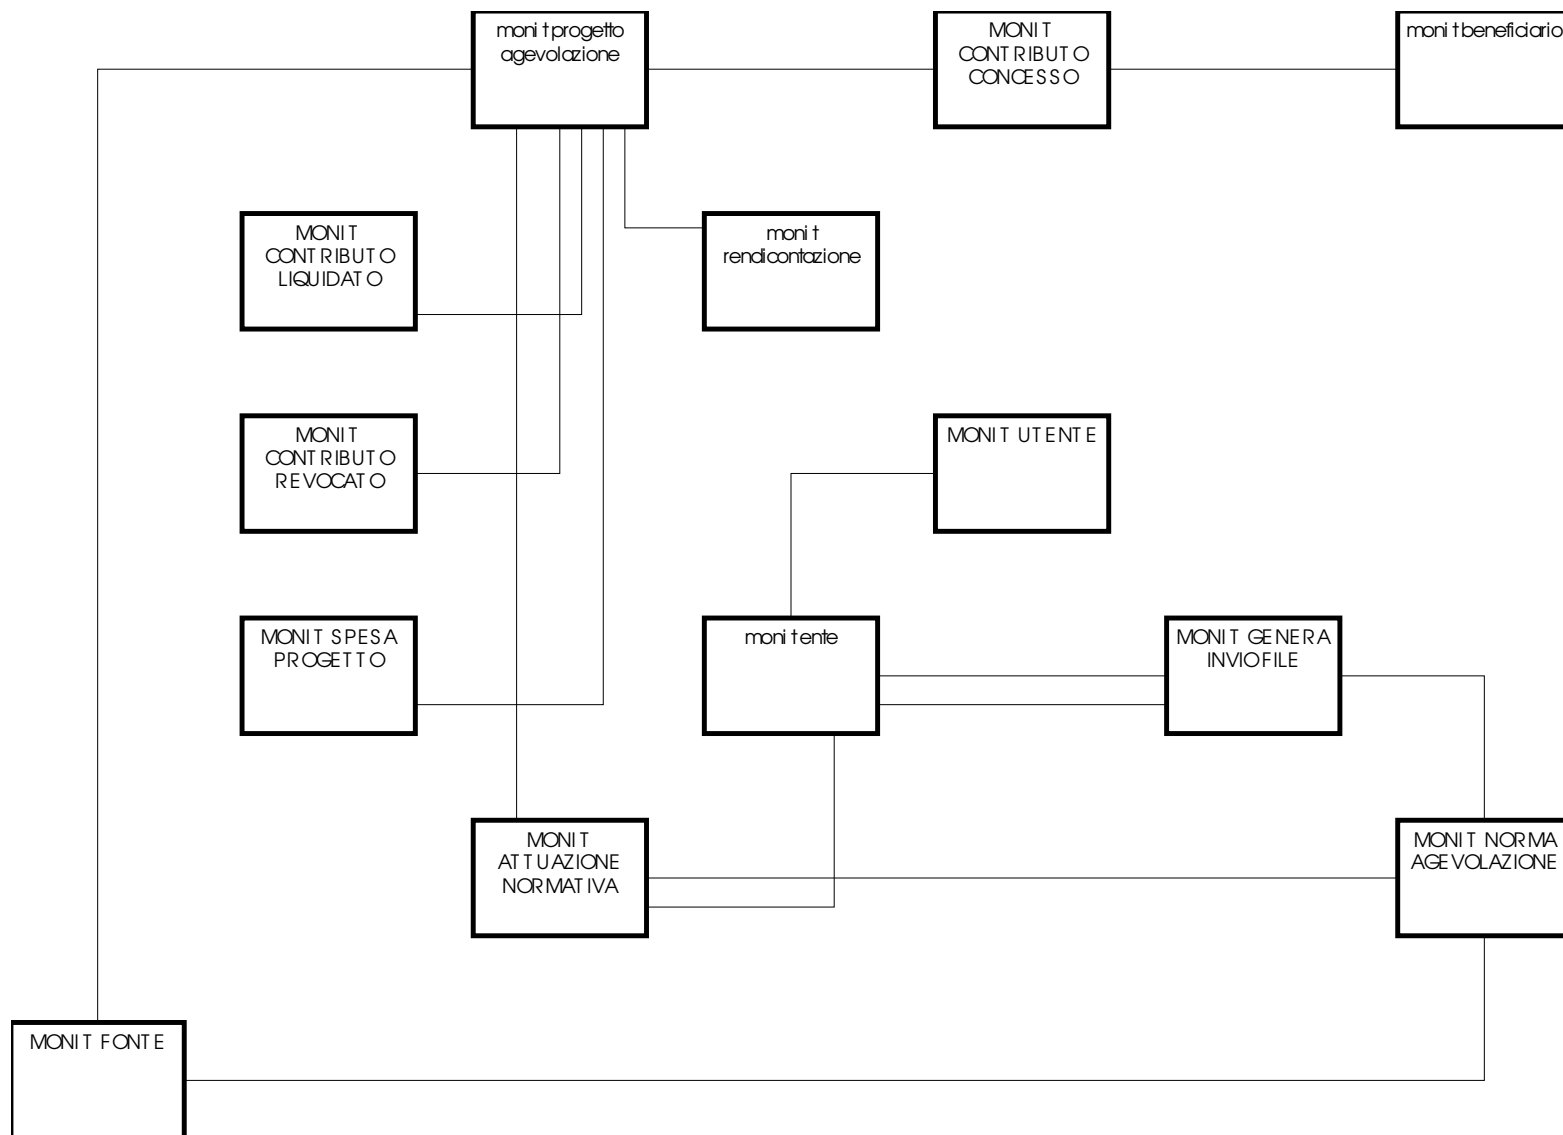 monit progetto
agevolazione
MONIT
CONTRIBUTO
CONCESSO
monit beneficiario
MONIT
CONTRIBUTO
LIQUIDATO
monit
rendicontazione
MONIT
CONTRIBUTO
REVOCATO
MONIT UTENTE
MONIT SPESA
PROGETTO
monit ente
MONIT GENERA
INVIOFILE
MONIT
ATTUAZIONE
NORMATIVA
MONIT NORMA
AGEVOLAZIONE
MONIT FONTE